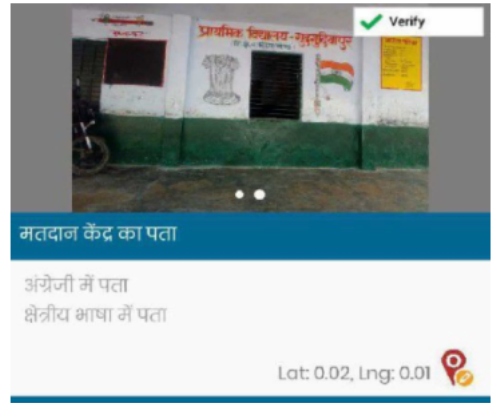 Verify
प्राथमिक विद्यालय-
मतदान केंद्र का पता
अंग्रेजी में पता
क्षेत्रीय भाषा में पता
Lat: 0.02, Lng: 0.01